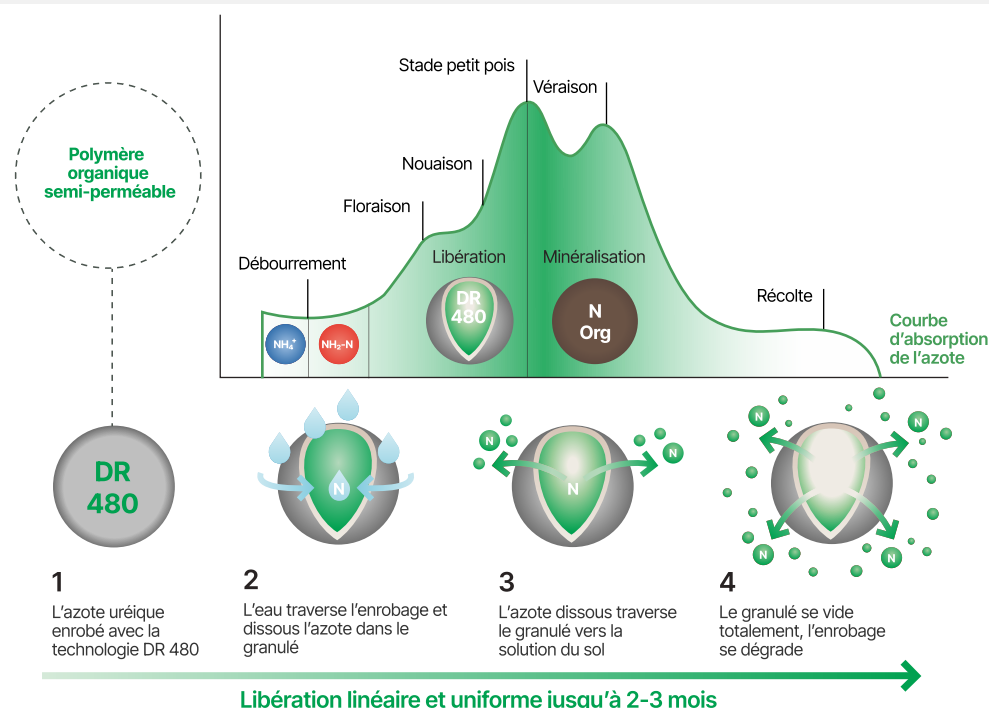 Stade petit pois
Véraison
Polymère
organique
semi-perméable
Nouaison
Floraison
Débourrement
Libération
Minéralisation
DR
480
N
Org
NH₄⁺
NH₂-N
Récolte
Courbe
d'absorption
de l'azote
DR
480
N
N
N
N
N
N
N
N
1
L'azote uréique
enrobé avec la
technologie DR 480
2
L'eau traverse l'enrobage et
dissous l'azote dans le
granulé
3
L'azote dissous traverse
le granulé vers la
solution du sol
4
Le granulé se vide
totalement, l'enrobage
se dégrade
Libération linéaire et uniforme jusqu'à 2-3 mois